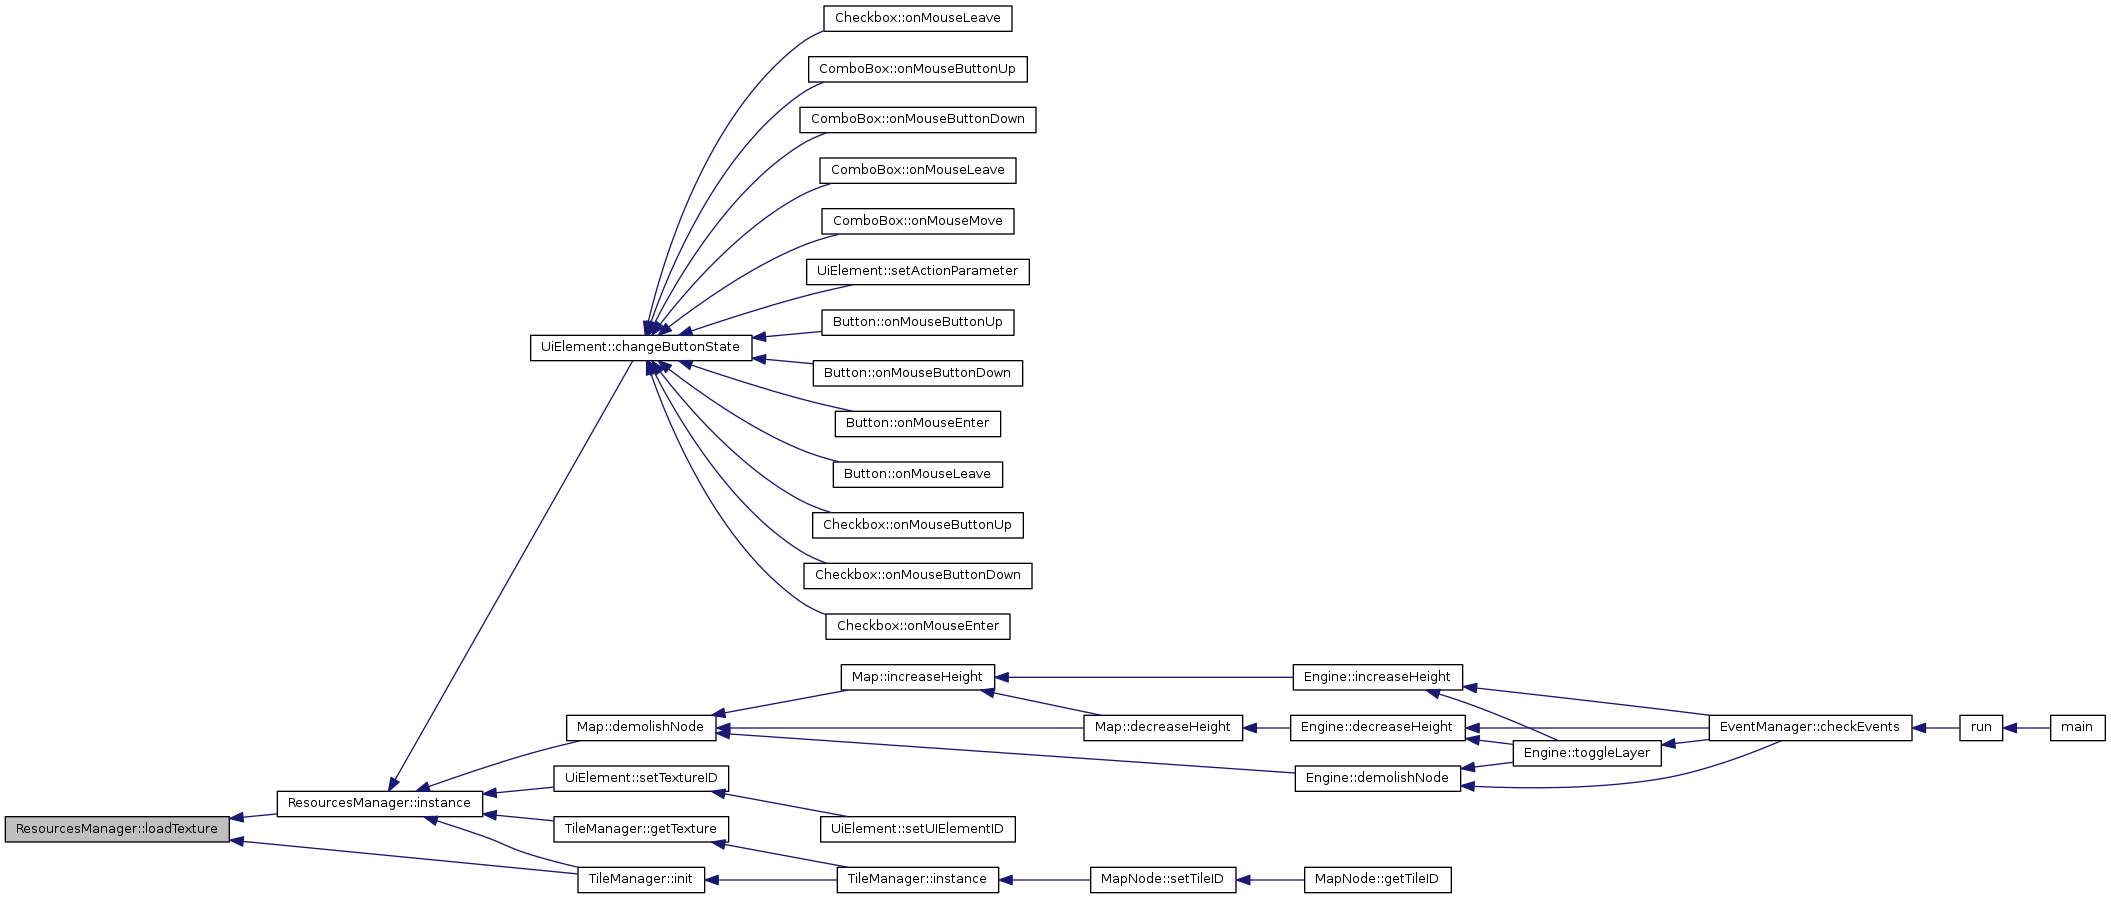 Checkbox::onMouseLeave
ComboBox::onMouseButtonUp
ComboBox::onMouseButtonDown
ComboBox::onMouseLeave
ComboBox::onMouseMove
UiElement::setActionParameter
Button::onMouseButtonUp
UiElement::changeButtonState
Button::onMouseButtonDown
Button::onMouseEnter
Button::onMouseLeave
Checkbox::onMouseButtonUp
Checkbox::onMouseButtonDown
Checkbox::onMouseEnter
Map::increaseHeight
Engine::increaseHeight
Map::demolishNode
Map::decreaseHeight
Engine::decreaseHeight
EventManager::checkEvents
run
main
Engine::toggleLayer
UiElement::setTextureID
Engine::demolishNode
ResourcesManager::instance
ResourcesManager::loadTexture
TileManager::getTexture
UiElement::setUIElementID
TileManager::init
TileManager::instance
MapNode::setTileID
MapNode::getTileID